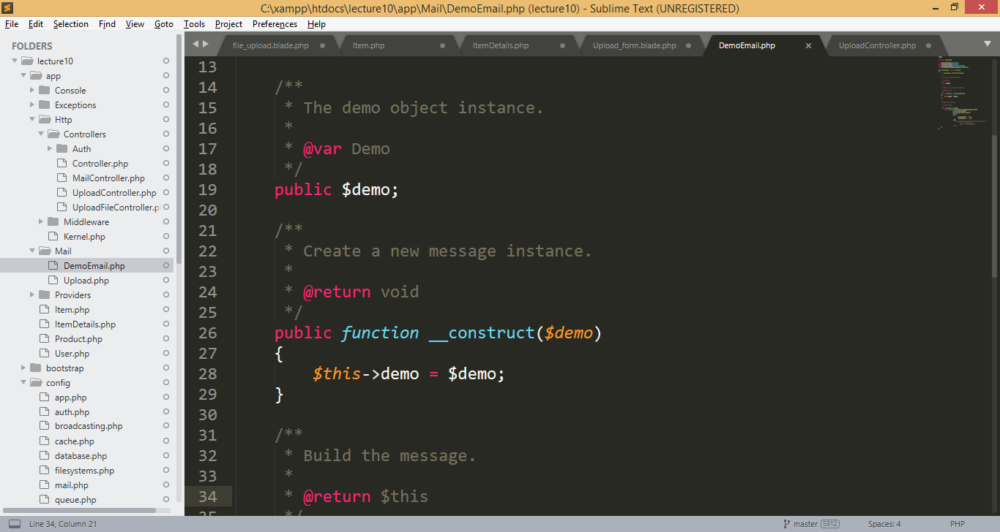 C:\xampp\htdocs\lecture10\app\Mail\DemoEmail.php (lecture10) - Sublime Text (UNREGISTERED)
File Edit Selection Find View Goto Tools Project Preferences Help
FOLDERS
lecture10
app
Console
Exceptions
Http
Controllers
Auth
Controller.php
MailController.php
UploadController.php
UploadFileController.p
Middleware
Kernel.php
Mail
DemoEmail.php
Upload.php
Providers
Item.php
ItemDetails.php
Product.php
User.php
bootstrap
config
app.php
auth.php
broadcasting.php
cache.php
database.php
filesystems.php
mail.php
queue.php
file_upload.blade.php Item.php ItemDetails.php Upload_form.blade.php DemoEmail.php UploadController.php
13
14 /**
15 * The demo object instance.
16 *
17 * @var Demo
18 */
19 public $demo;
20
21 /**
22 * Create a new message instance.
23 *
24 * @return void
25 */
26 public function __construct($demo)
27 {
28 $this->demo = $demo;
29 }
30
31 /**
32 * Build the message.
33 *
34 * @return $this
35 */
Line 34, Column 21 master 5912 Spaces: 4 PHP